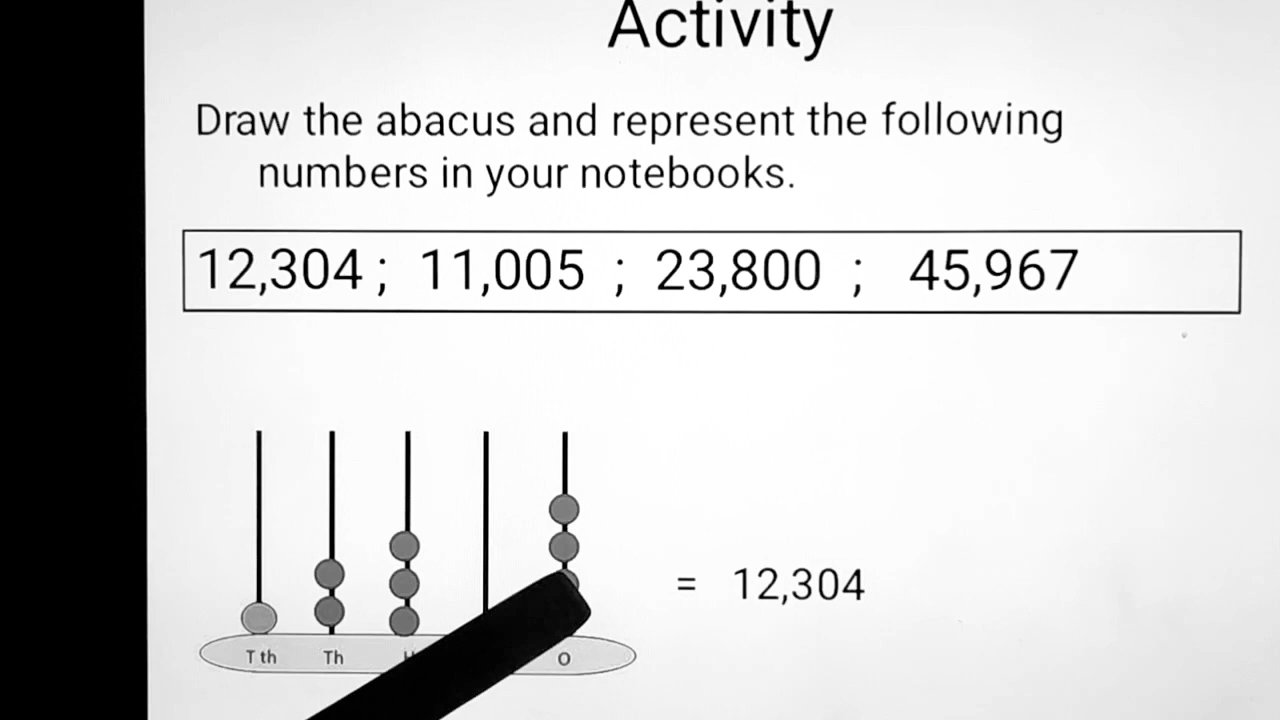 Activity
Draw the abacus and represent the following
numbers in your notebooks.
12,304 ; 11,005 ; 23,800 ; 45,967
= 12,304
T th Th O